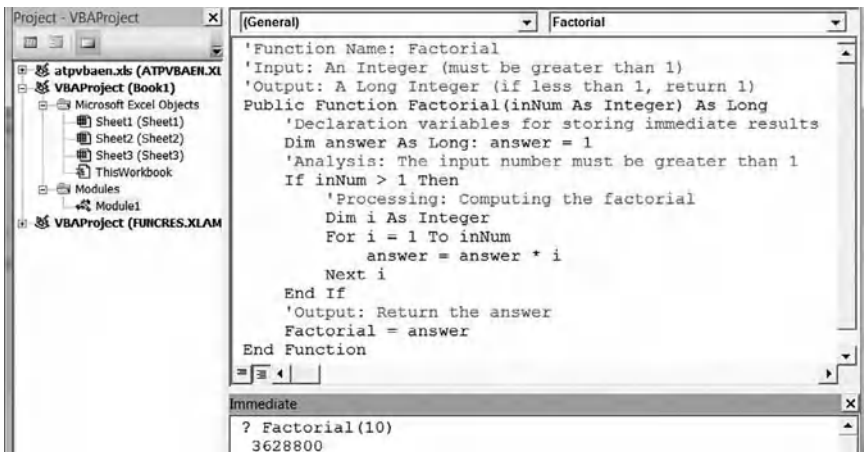 Project - VBAProject
atpvbaen.xls (ATPVBAEN.XL
VBAProject (Book1)
Microsoft Excel Objects
Sheet1 (Sheet1)
Sheet2 (Sheet2)
Sheet3 (Sheet3)
ThisWorkbook
Modules
Module1
VBAProject (FUNCRES.XLAM
(General)
Factorial
'Function Name: Factorial
'Input: An Integer (must be greater than 1)
'Output: A Long Integer (if less than 1, return 1)
Public Function Factorial(inNum As Integer) As Long
'Declaration variables for storing immediate results
Dim answer As Long: answer = 1
'Analysis: The input number must be greater than 1
If inNum > 1 Then
'Processing: Computing the factorial
Dim i As Integer
For i = 1 To inNum
answer = answer * i
Next i
End If
'Output: Return the answer
Factorial = answer
End Function
Immediate
? Factorial(10)
3628800